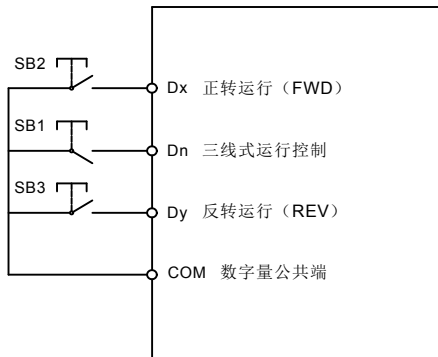 SB2
Dx 正转运行（FWD）
SB1
Dn 三线式运行控制
SB3
Dy 反转运行（REV）
COM 数字量公共端